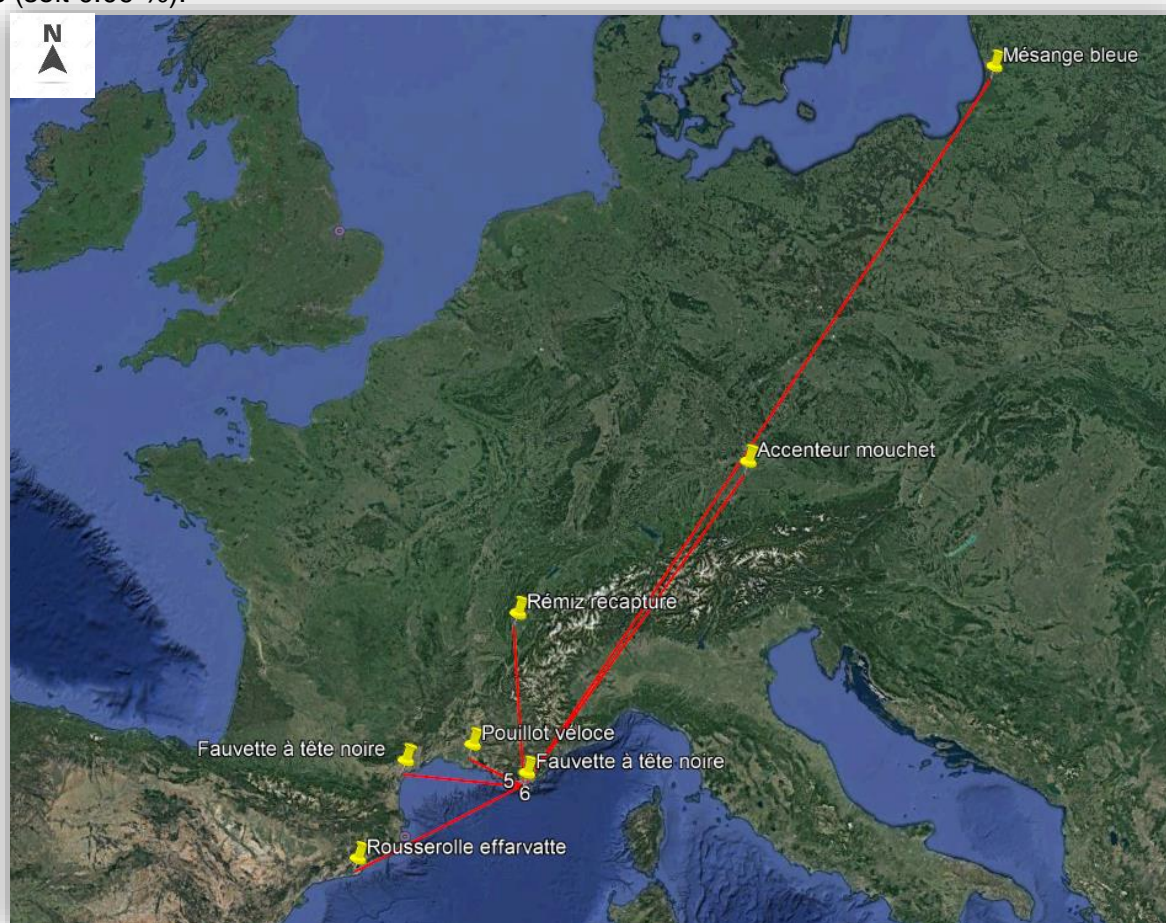 N
Mésange bleue
Accenteur mouchet
Rémiz recapture
Pouillot véloce
Fauvette à tête noire
Fauvette à tête noire
5
6
Rousserolle effarvatte